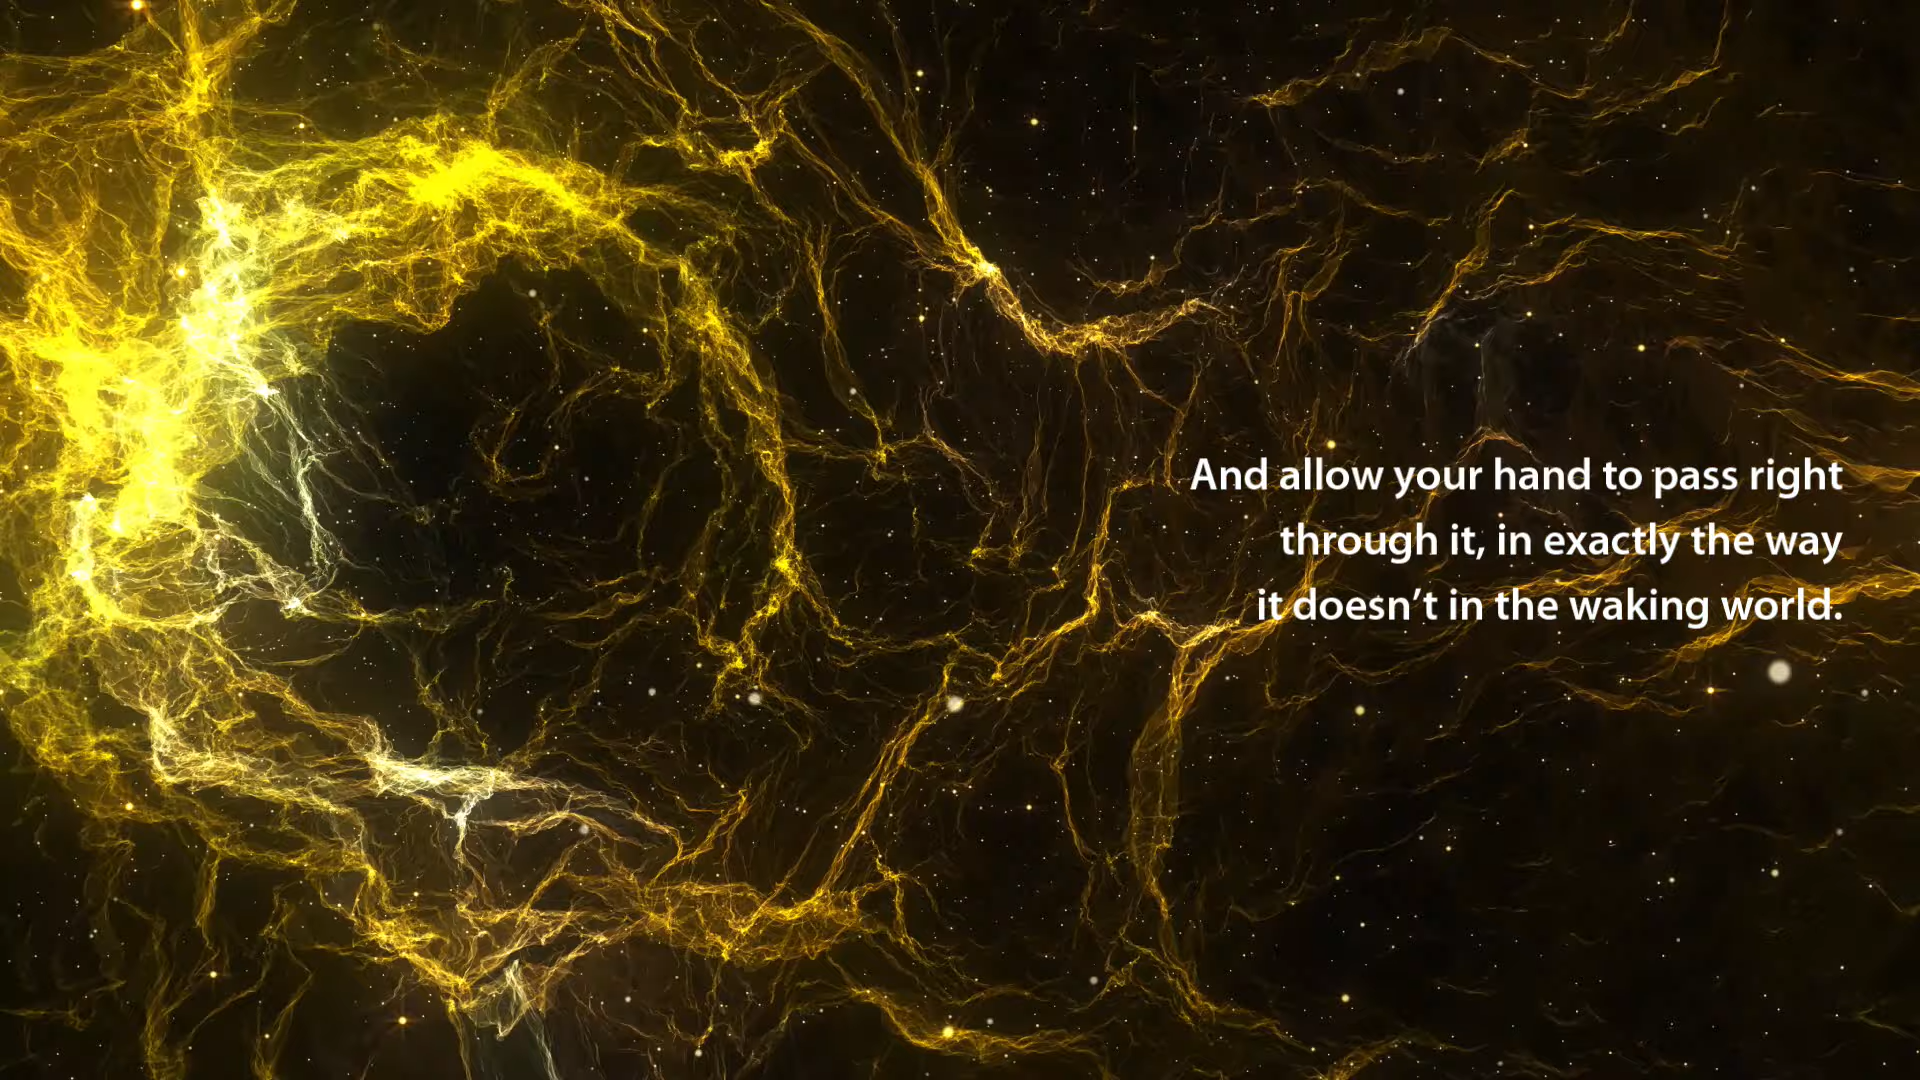 And allow your hand to pass right
through it, in exactly the way
it doesn’t in the waking world.